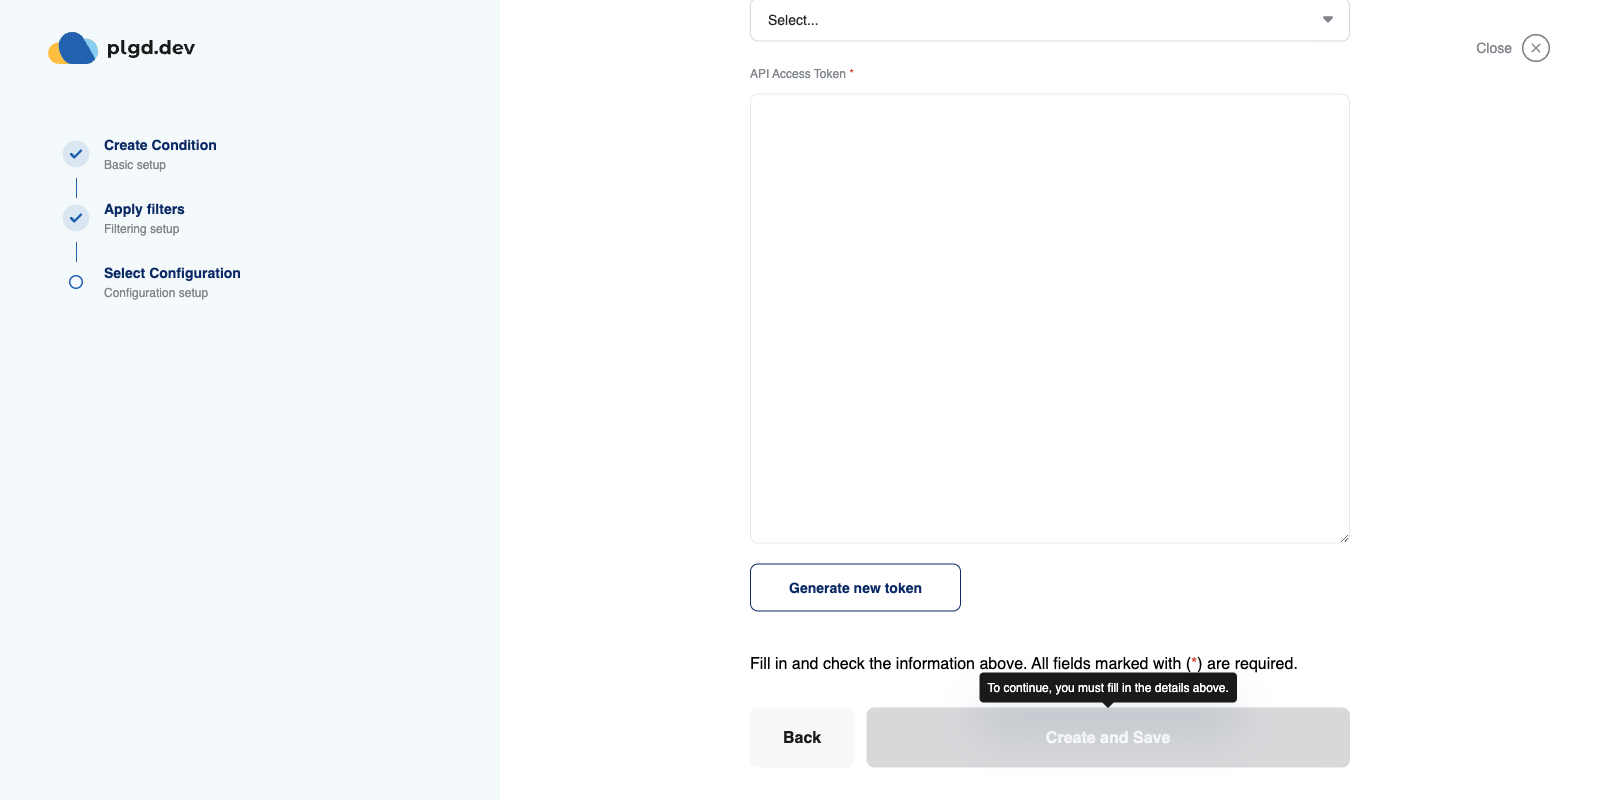 plgd.dev
Create Condition
Basic setup
Apply filters
Filtering setup
Select Configuration
Configuration setup
Select...
Close
API Access Token *
Generate new token
Fill in and check the information above. All fields marked with (*) are required.
To continue, you must fill in the details above.
Back
Create and Save